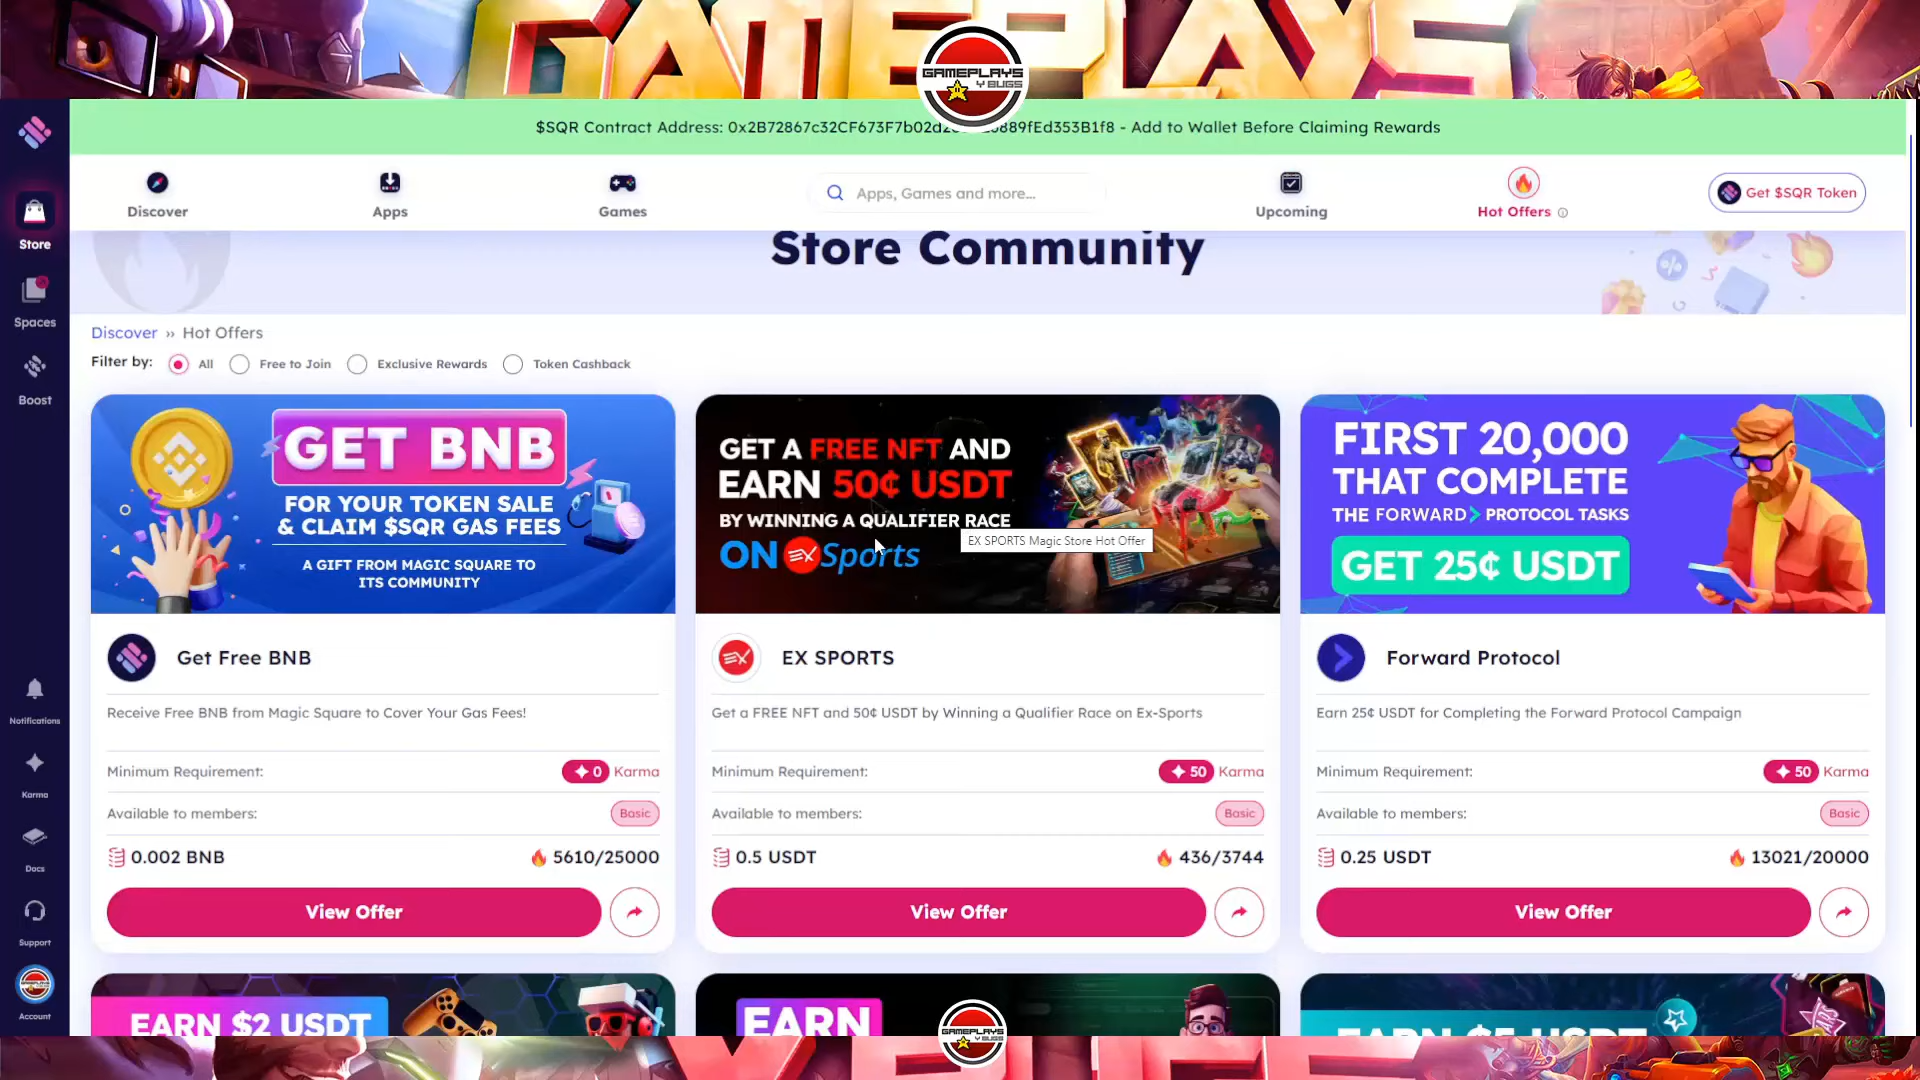 GAMEPLAYS
GAMEPLAYS
Y BUGS
$SQR Contract Address: 0x2B72867c32CF673F7b02d2 889fEd353B1f8 - Add to Wallet Before Claiming Rewards
Discover
Apps
Games
Apps, Games and more...
Upcoming
Hot Offers
Get $SQR Token
Store
Spaces
Boost
Notifications
Karma
Docs
Support
Account
Store Community
Discover » Hot Offers
Filter by:
All
Free to Join
Exclusive Rewards
Token Cashback
GET BNB
FOR YOUR TOKEN SALE
& CLAIM $SQR GAS FEES
A GIFT FROM MAGIC SQUARE TO
ITS COMMUNITY
Get Free BNB
Receive Free BNB from Magic Square to Cover Your Gas Fees!
Minimum Requirement:
0 Karma
Available to members:
Basic
0.002 BNB
5610/25000
View Offer
GET A FREE NFT AND
EARN 50¢ USDT
BY WINNING A QUALIFIER RACE
ON EX Sports
EX SPORTS Magic Store Hot Offer
EX SPORTS
Get a FREE NFT and 50¢ USDT by Winning a Qualifier Race on Ex-Sports
Minimum Requirement:
50 Karma
Available to members:
Basic
0.5 USDT
436/3744
View Offer
FIRST 20,000
THAT COMPLETE
THE FORWARD PROTOCOL TASKS
GET 25¢ USDT
Forward Protocol
Earn 25¢ USDT for Completing the Forward Protocol Campaign
Minimum Requirement:
50 Karma
Available to members:
Basic
0.25 USDT
13021/20000
View Offer
EARN $2 USDT
EARN
EARN $5 USDT
GAMEPLAYS
Y BUGS